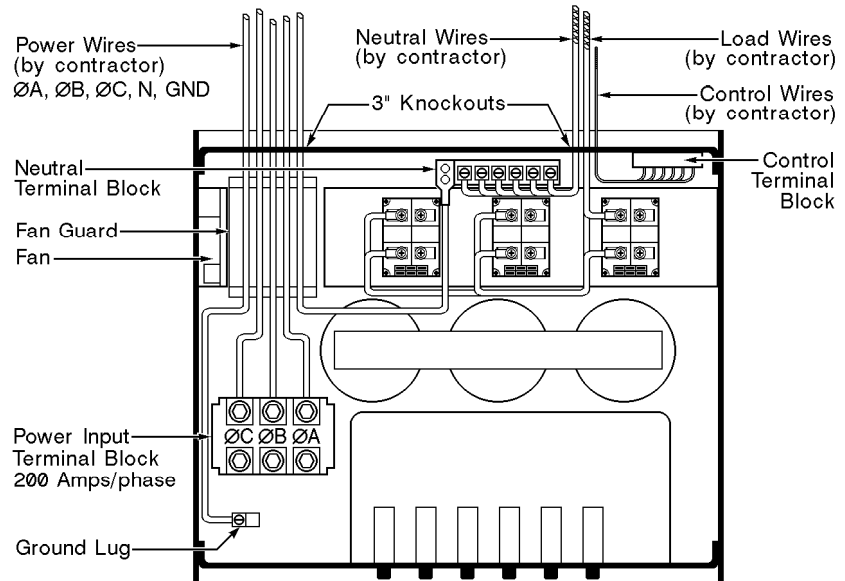 Power Wires
(by contractor)
ØA, ØB, ØC, N, GND
Neutral Wires
(by contractor)
Load Wires
(by contractor)
3" Knockouts
Control Wires
(by contractor)
Neutral
Terminal Block
Control
Terminal
Block
Fan Guard
Fan
ØC ØB ØA
Power Input
Terminal Block
200 Amps/phase
Ground Lug